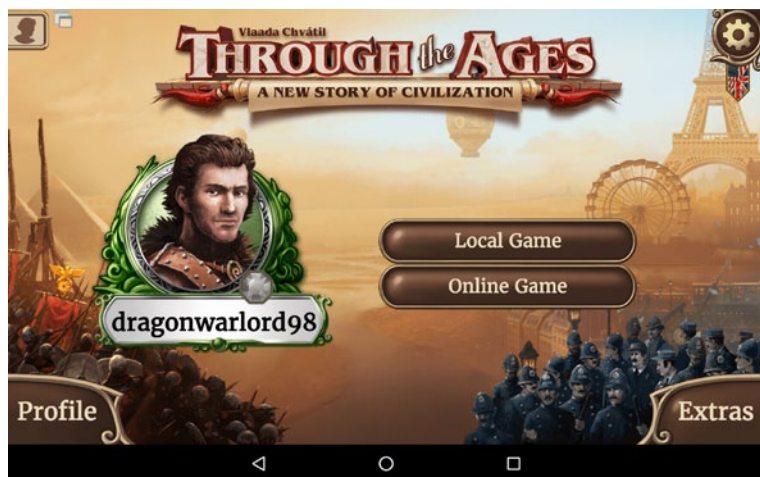 Vlaada Chvátil
THROUGH the AGES
A NEW STORY OF CIVILIZATION
Local Game
Online Game
dragonwarlord98
Profile
Extras